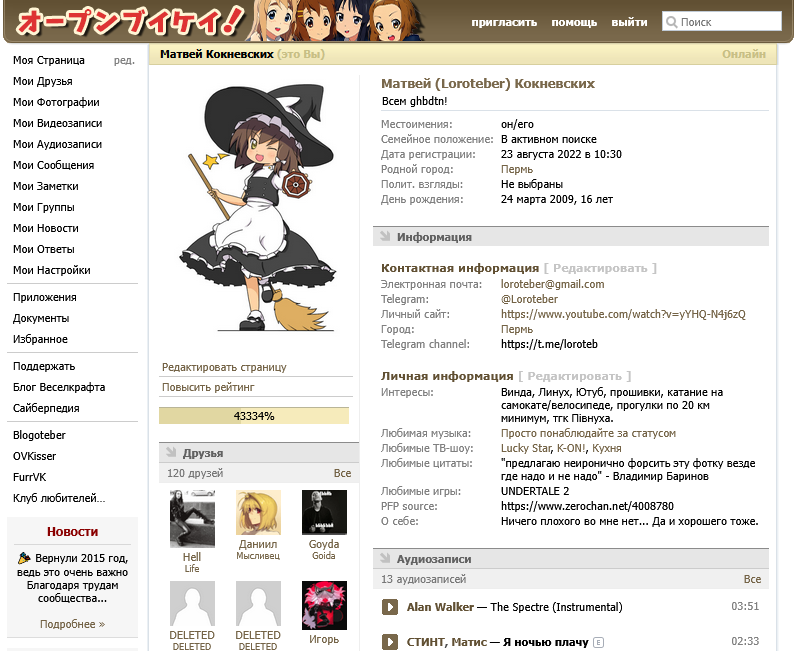 オープンブイケイ!
пригласить помощь выйти Поиск
Моя Страница ред.
Мои Друзья
Мои Фотографии
Мои Видеозаписи
Мои Аудиозаписи
Мои Сообщения
Мои Заметки
Мои Группы
Мои Новости
Мои Ответы
Мои Настройки
Приложения
Документы
Избранное
Поддержать
Блог Веселкрафта
Сайберпедия
Blogoteber
OVKisser
FurrVK
Клуб любителей...
Новости
Вернули 2015 год,
ведь это очень важно
Благодаря трудам
сообщества...
Подробнее »
Матвей Кокневских (это Вы) Онлайн
Редактировать страницу
Повысить рейтинг
43334%
Друзья
120 друзей Все
Hell
Life
Даниил
Мысливец
Goyda
Goida
DELETED
DELETED
DELETED
DELETED
Игорь
Матвей (Loroteber) Кокневских
Всем ghbdtn!
Местоимения: он/его
Семейное положение: В активном поиске
Дата регистрации: 23 августа 2022 в 10:30
Родной город: Пермь
Полит. взгляды: Не выбраны
День рождения: 24 марта 2009, 16 лет
Информация
Контактная информация [ Редактировать ]
Электронная почта: loroteber@gmail.com
Telegram: @Loroteber
Личный сайт: https://www.youtube.com/watch?v=yYHQ-N4j6zQ
Город: Пермь
Telegram channel: https://t.me/loroteb
Личная информация [ Редактировать ]
Интересы: Винда, Линух, Ютуб, прошивки, катание на
самокате/велосипеде, прогулки по 20 км
минимум, тгк Півнуха.
Любимая музыка: Просто понаблюдайте за статусом
Любимые ТВ-шоу: Lucky Star, K-ON!, Кухня
Любимые цитаты: "предлагаю неиронично форсить эту фотку везде
где надо и не надо" - Владимир Баринов
Любимые игры: UNDERTALE 2
PFP source: https://www.zerochan.net/4008780
О себе: Ничего плохого во мне нет... Да и хорошего тоже.
Аудиозаписи
13 аудиозаписей Все
Alan Walker — The Spectre (Instrumental) 03:51
СТИНТ, Матис — Я ночью плачу E 02:33